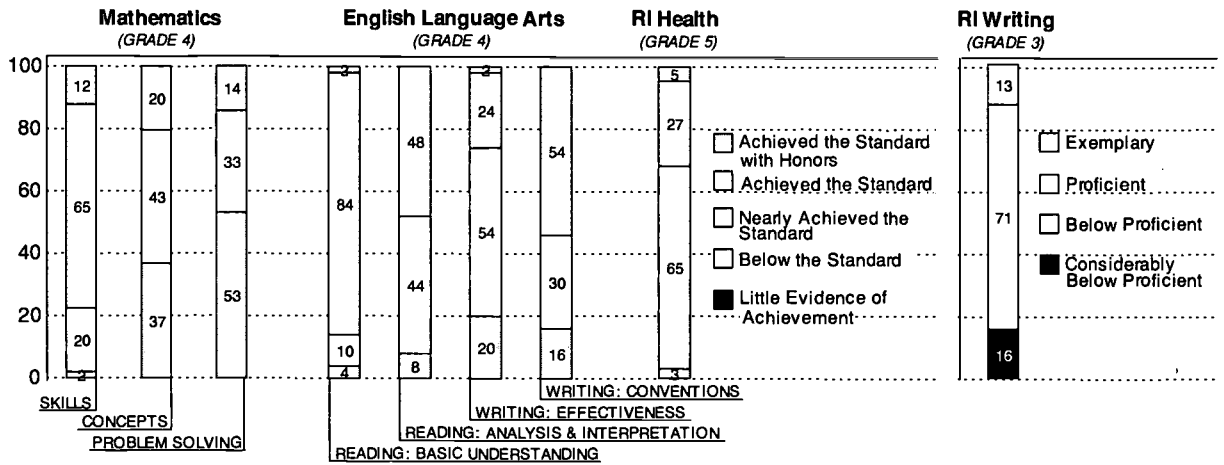 Mathematics
(GRADE 4)
English Language Arts
(GRADE 4)
RI Health
(GRADE 5)
RI Writing
(GRADE 3)
100
80
60
40
20
0
12
65
20
2
20
43
37
14
33
53
3
84
10
4
48
44
8
2
24
54
20
54
30
16
5
27
65
3
Achieved the Standard
with Honors
Achieved the Standard
Nearly Achieved the
Standard
Below the Standard
Little Evidence of
Achievement
13
71
16
Exemplary
Proficient
Below Proficient
Considerably
Below Proficient
SKILLS
CONCEPTS
PROBLEM SOLVING
WRITING: CONVENTIONS
WRITING: EFFECTIVENESS
READING: ANALYSIS & INTERPRETATION
READING: BASIC UNDERSTANDING